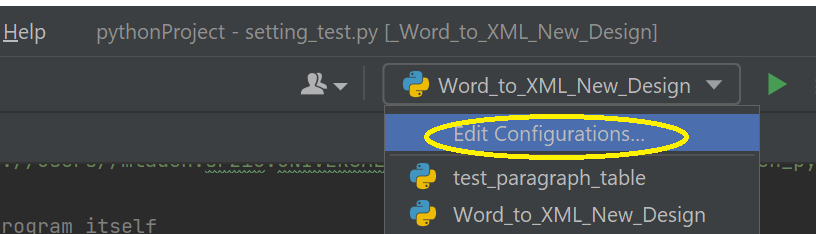 Help pythonProject - setting_test.py [_Word_to_XML_New_Design]
Word_to_XML_New_Design
Edit Configurations...
test_paragraph_table
Word_to_XML_New_Design
rogram itself